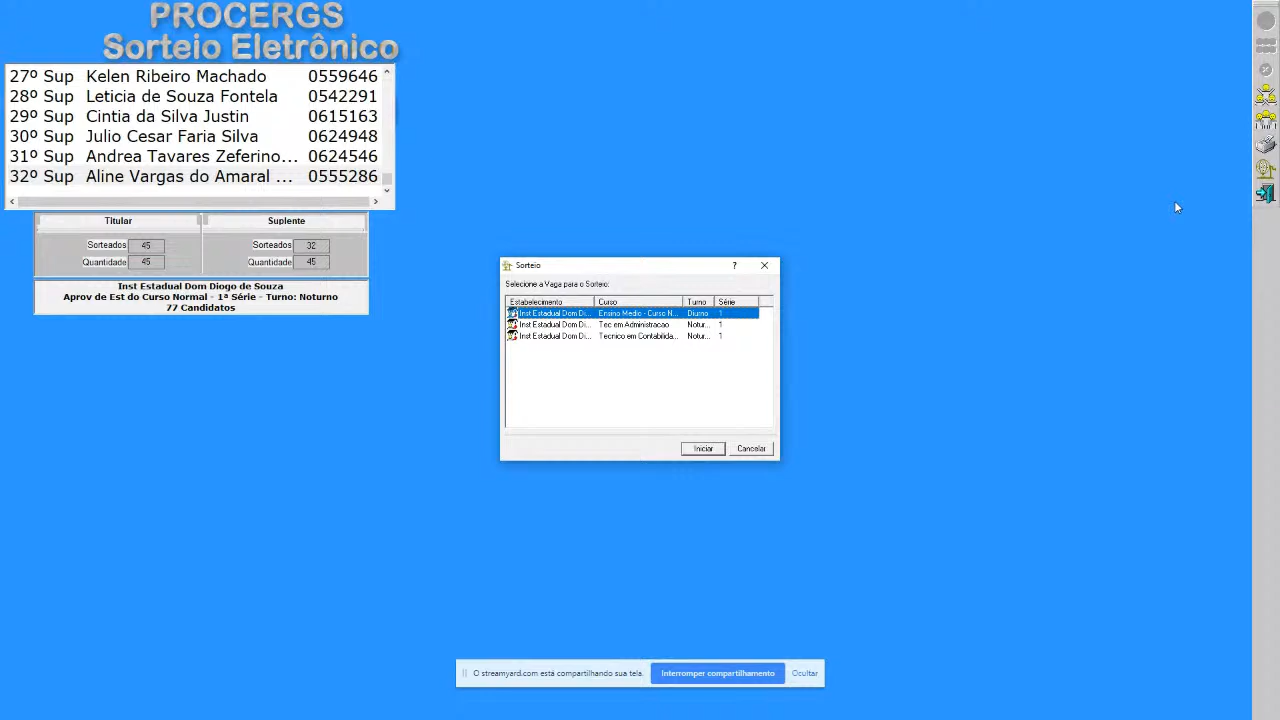 PROCERGS
Sorteio Eletrônico
27º Sup Kelen Ribeiro Machado 0559646
28º Sup Leticia de Souza Fontela 0542291
29º Sup Cintia da Silva Justin 0615163
30º Sup Julio Cesar Faria Silva 0624948
31º Sup Andrea Tavares Zeferino... 0624546
32º Sup Aline Vargas do Amaral ... 0555286
Titular Suplente
Sorteados 45 Sorteados 32
Quantidade 45 Quantidade 45
Inst Estadual Dom Diogo de Souza
Aprov de Est do Curso Normal - 1ª Série - Turno: Noturno
77 Candidatos
Sorteio ?
Selecione a Vaga para o Sorteio:
Estabelecimento Curso Turno Série
Inst Estadual Dom Di... Ensino Medio - Curso N... Diurno 1
Inst Estadual Dom Di... Tec em Administracao Notur... 1
Inst Estadual Dom Di... Tecnico em Contabilida... Notur... 1
Iniciar Cancelar
O streamyard.com está compartilhando sua tela. Interromper compartilhamento Ocultar